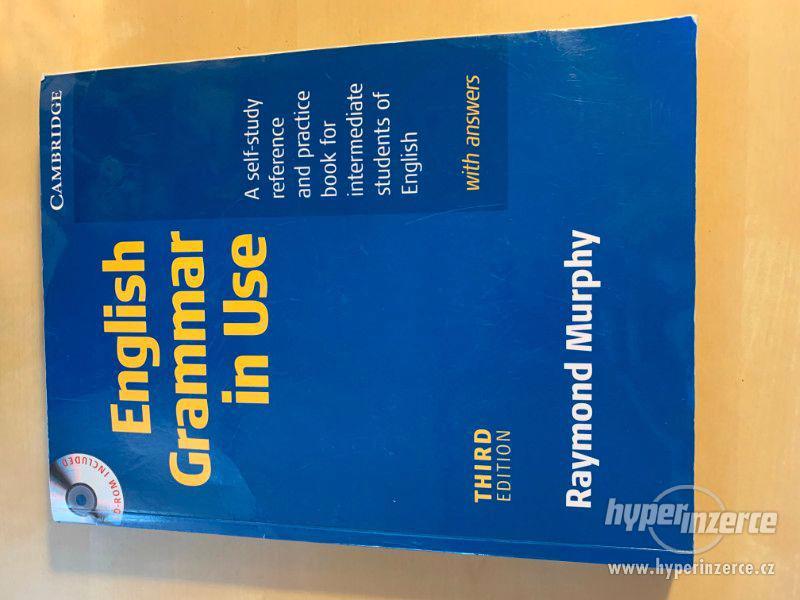 CAMBRIDGE
English
Grammar
in Use
A self-study
reference
and practice
book for
intermediate
students of
English
with answers
D-ROM INCLUDED
THIRD
EDITION
Raymond Murphy
hyperinzerce
www.hyperinzerce.cz